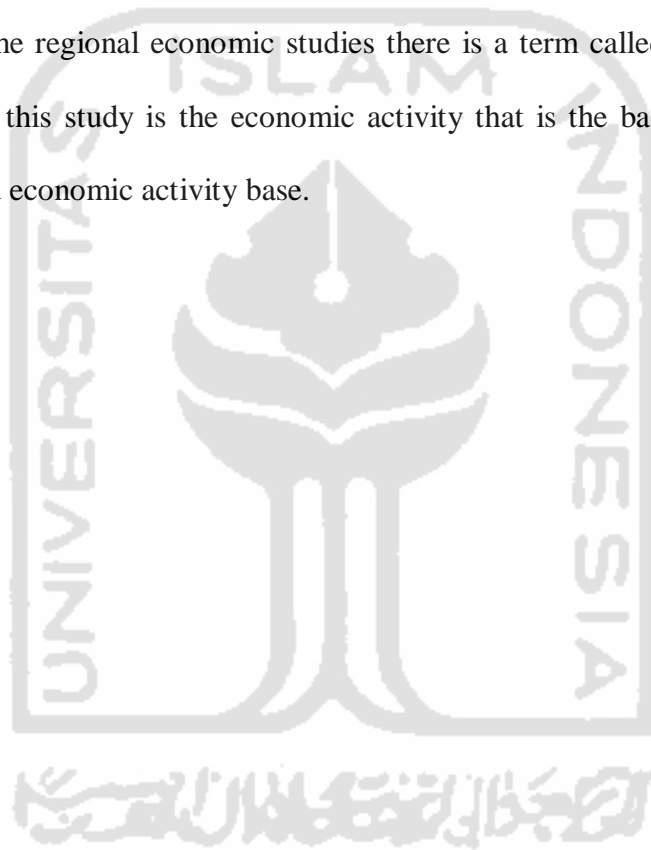 ne regional economic studies there is a term called
this study is the economic activity that is the ba
economic activity base.
ISLAM
UNIVERSITAS
INDONESIA